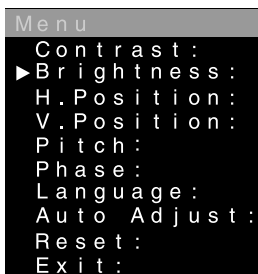 Menu
Contrast:
▶Brightness:
H.Position:
V.Position:
Pitch:
Phase:
Language:
Auto Adjust:
Reset:
Exit: